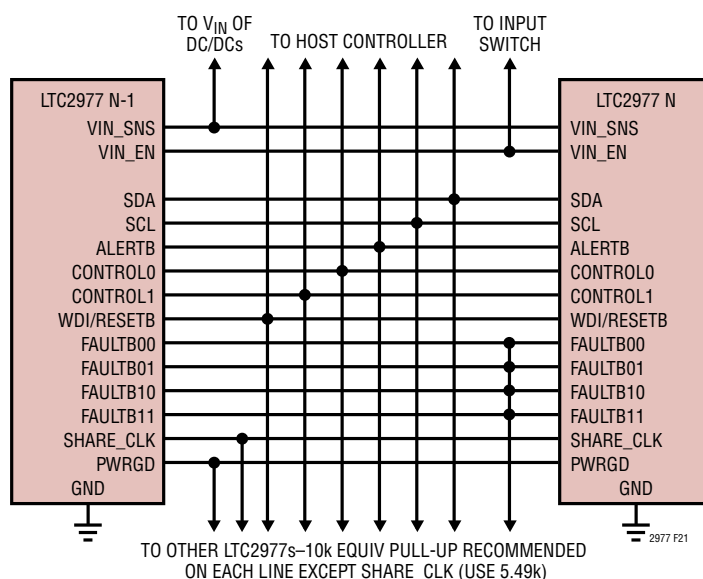 TO VIN OF
DC/DCs
TO HOST CONTROLLER
TO INPUT
SWITCH
LTC2977 N-1
VIN_SNS
VIN_EN
SDA
SCL
ALERTB
CONTROL0
CONTROL1
WDI/RESETB
FAULTB00
FAULTB01
FAULTB10
FAULTB11
SHARE_CLK
PWRGD
GND
LTC2977 N
VIN_SNS
VIN_EN
SDA
SCL
ALERTB
CONTROL0
CONTROL1
WDI/RESETB
FAULTB00
FAULTB01
FAULTB10
FAULTB11
SHARE_CLK
PWRGD
GND
2977 F21
TO OTHER LTC2977s–10k EQUIV PULL-UP RECOMMENDED
ON EACH LINE EXCEPT SHARE_CLK (USE 5.49k)